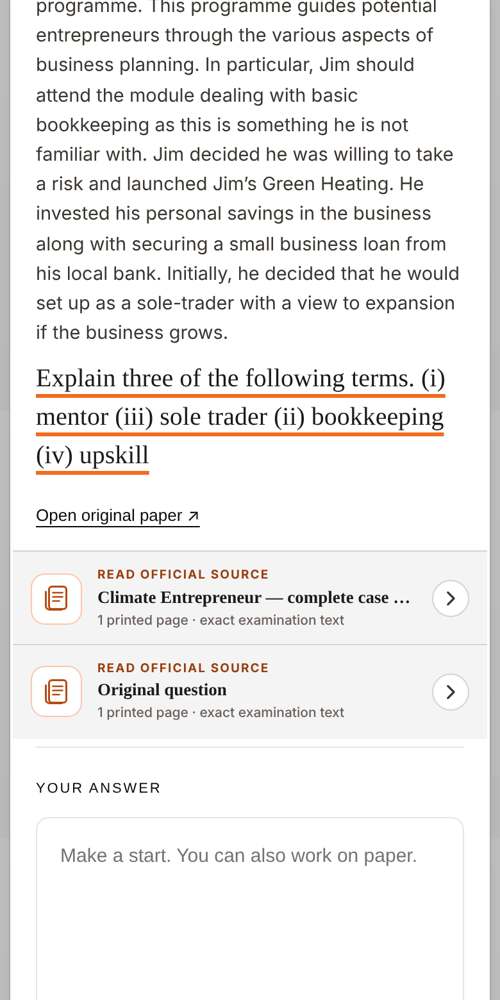 programme. This programme guides potential
entrepreneurs through the various aspects of
business planning. In particular, Jim should
attend the module dealing with basic
bookkeeping as this is something he is not
familiar with. Jim decided he was willing to take
a risk and launched Jim’s Green Heating. He
invested his personal savings in the business
along with securing a small business loan from
his local bank. Initially, he decided that he would
set up as a sole-trader with a view to expansion
if the business grows.
Explain three of the following terms. (i)
mentor (iii) sole trader (ii) bookkeeping
(iv) upskill
Open original paper ↗
READ OFFICIAL SOURCE
Climate Entrepreneur — complete case …
1 printed page · exact examination text
READ OFFICIAL SOURCE
Original question
1 printed page · exact examination text
YOUR ANSWER
Make a start. You can also work on paper.